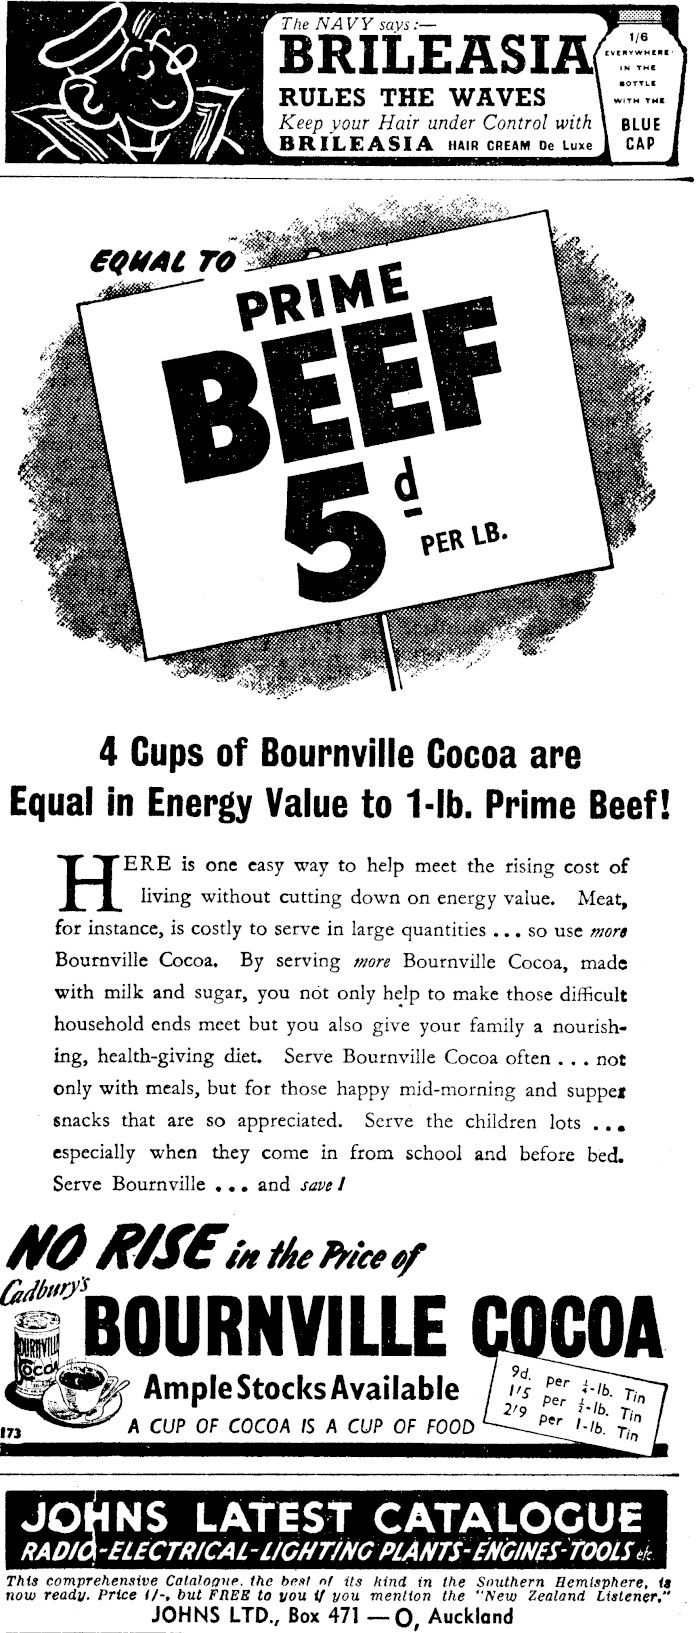 The NAVY says :—
BRILEASIA
RULES THE WAVES
Keep your Hair under Control with
BRILEASIA HAIR CREAM De Luxe
1/6
EVERYWHERE
IN THE
BOTTLE
WITH THE
BLUE
CAP
EQUAL TO
PRIME
BEEF
5d
PER LB.
4 Cups of Bournville Cocoa are
Equal in Energy Value to 1-lb. Prime Beef!
HERE is one easy way to help meet the rising cost of
living without cutting down on energy value. Meat,
for instance, is costly to serve in large quantities ... so use more
Bournville Cocoa. By serving more Bournville Cocoa, made
with milk and sugar, you not only help to make those difficult
household ends meet but you also give your family a nourish-
ing, health-giving diet. Serve Bournville Cocoa often ... not
only with meals, but for those happy mid-morning and supper
snacks that are so appreciated. Serve the children lots ...
especially when they come in from school and before bed.
Serve Bournville ... and save!
NO RISE in the Price of
Cadbury's
BOURNVILLE COCOA
BOURNVILLE
COCOA
Ample Stocks Available
A CUP OF COCOA IS A CUP OF FOOD
9d. per ¼-lb. Tin
1'5 per ½-lb. Tin
2'9 per 1-lb. Tin
173
JOHNS LATEST CATALOGUE
RADIO-ELECTRICAL-LIGHTING PLANTS-ENGINES-TOOLS etc.
This comprehensive Catalogue, the best of its kind in the Southern Hemisphere, is
now ready. Price 1/-, but FREE to you if you mention the "New Zealand Listener."
JOHNS LTD., Box 471 — O, Auckland